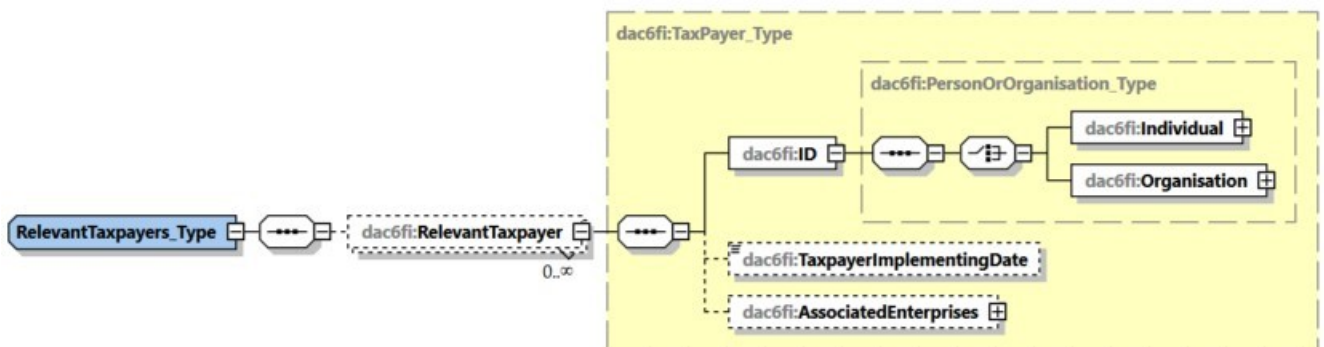 dac6fi:TaxPayer_Type
dac6fi:PersonOrOrganisation_Type
dac6fi:Individual
dac6fi:ID
dac6fi:Organisation
RelevantTaxpayers_Type
dac6fi:RelevantTaxpayer
0..∞
dac6fi:TaxpayerImplementingDate
dac6fi:AssociatedEnterprises